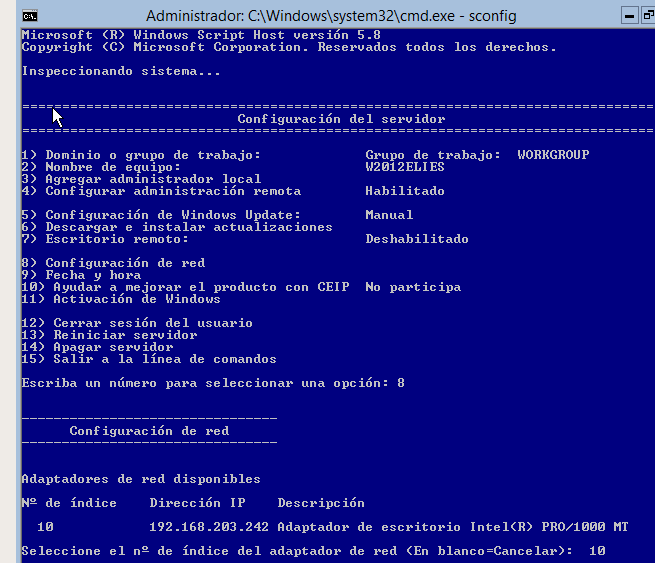 Administrador: C:\Windows\system32\cmd.exe - sconfig
Microsoft (R) Windows Script Host versión 5.8
Copyright (C) Microsoft Corporation. Reservados todos los derechos.
Inspeccionando sistema...
===============================================================================
Configuración del servidor
===============================================================================
1) Dominio o grupo de trabajo: Grupo de trabajo: WORKGROUP
2) Nombre de equipo: W2012ELIES
3) Agregar administrador local
4) Configurar administración remota Habilitado
5) Configuración de Windows Update: Manual
6) Descargar e instalar actualizaciones
7) Escritorio remoto: Deshabilitado
8) Configuración de red
9) Fecha y hora
10) Ayudar a mejorar el producto con CEIP No participa
11) Activación de Windows
12) Cerrar sesión del usuario
13) Reiniciar servidor
14) Apagar servidor
15) Salir a la línea de comandos
Escriba un número para seleccionar una opción: 8
--------------------------------
Configuración de red
--------------------------------
Adaptadores de red disponibles
Nº de índice Dirección IP Descripción
10 192.168.203.242 Adaptador de escritorio Intel(R) PRO/1000 MT
Seleccione el nº de índice del adaptador de red (En blanco=Cancelar): 10